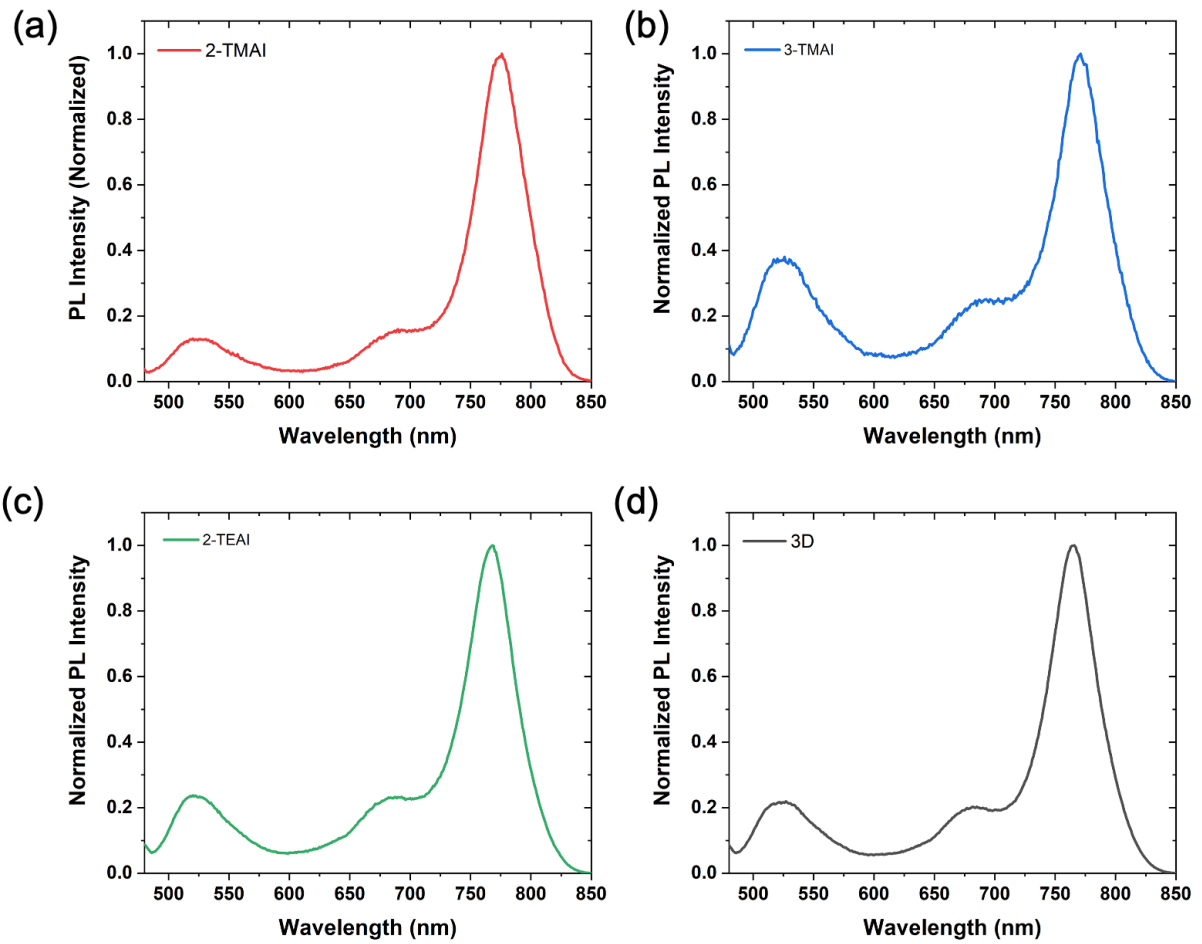 (a)
2-TMAI
PL Intensity (Normalized)
1.0
0.8
0.6
0.4
0.2
0.0
500 550 600 650 700 750 800 850
Wavelength (nm)
(b)
3-TMAI
Normalized PL Intensity
1.0
0.8
0.6
0.4
0.2
0.0
500 550 600 650 700 750 800 850
Wavelength (nm)
(c)
2-TEAI
Normalized PL Intensity
1.0
0.8
0.6
0.4
0.2
0.0
500 550 600 650 700 750 800 850
Wavelength (nm)
(d)
3D
Normalized PL Intensity
1.0
0.8
0.6
0.4
0.2
0.0
500 550 600 650 700 750 800 850
Wavelength (nm)